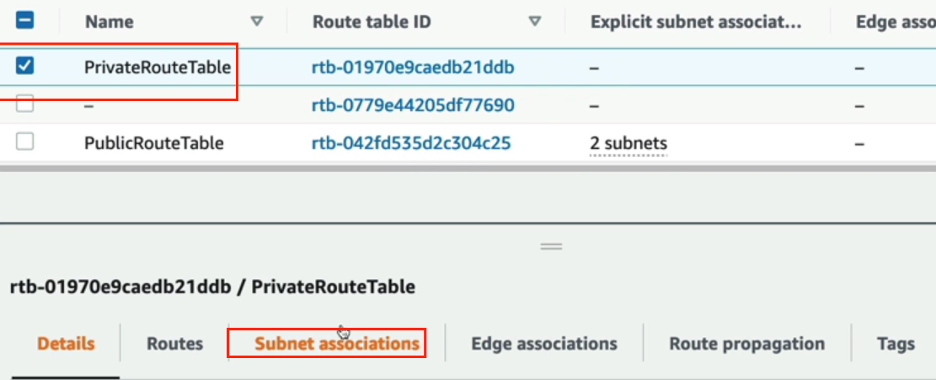 Name Route table ID Explicit subnet associat... Edge asso
PrivateRouteTable rtb-01970e9caedb21ddb – –
– rtb-0779e44205df77690 – –
PublicRouteTable rtb-042fd535d2c304c25 2 subnets –
rtb-01970e9caedb21ddb / PrivateRouteTable
Details Routes Subnet associations Edge associations Route propagation Tags